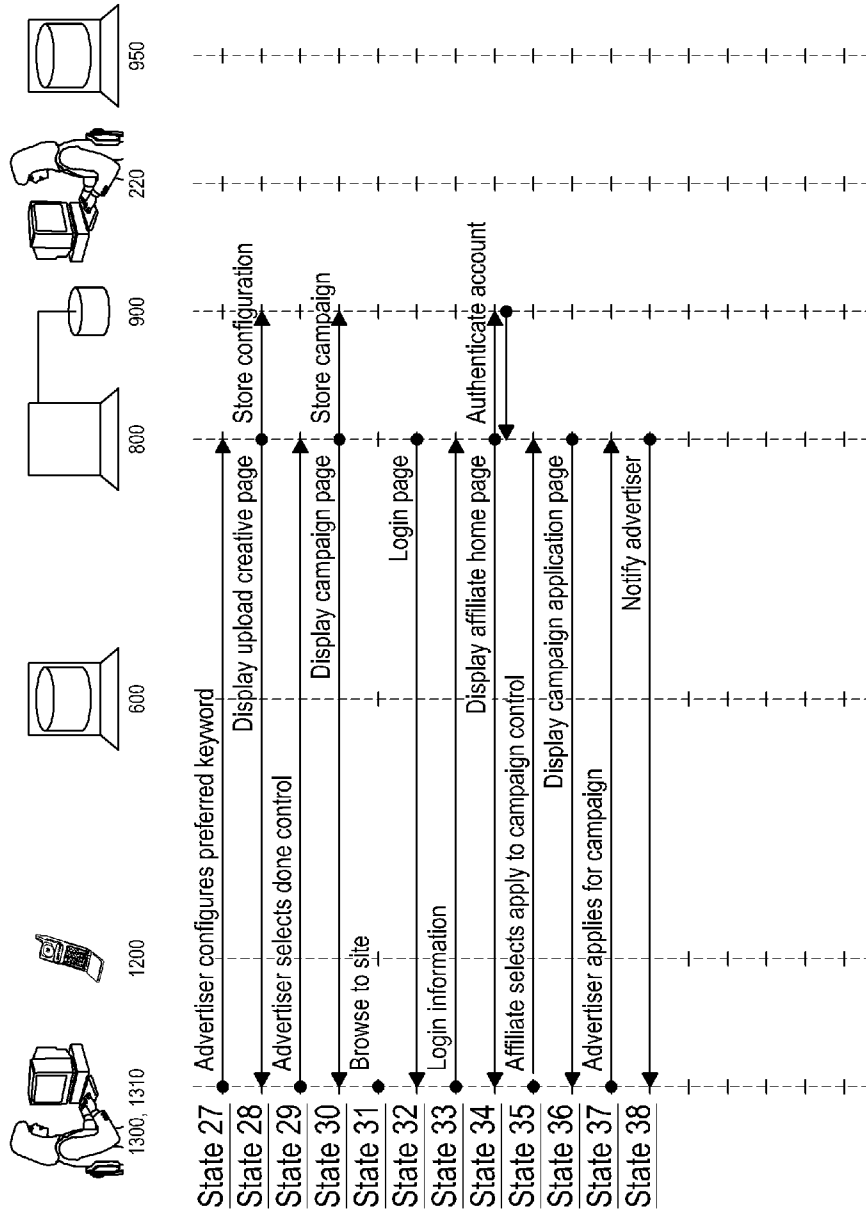 1300, 1310
1200
600
800
900
220
950
State 27
Advertiser configures preferred keyword
State 28
Display upload creative page
Store configuration
State 29
Advertiser selects done control
State 30
Display campaign page
Store campaign
State 31
Browse to site
State 32
Login page
State 33
Login information
State 34
Display affiliate home page
Authenticate account
State 35
Affiliate selects apply to campaign control
State 36
Display campaign application page
State 37
Advertiser applies for campaign
State 38
Notify advertiser